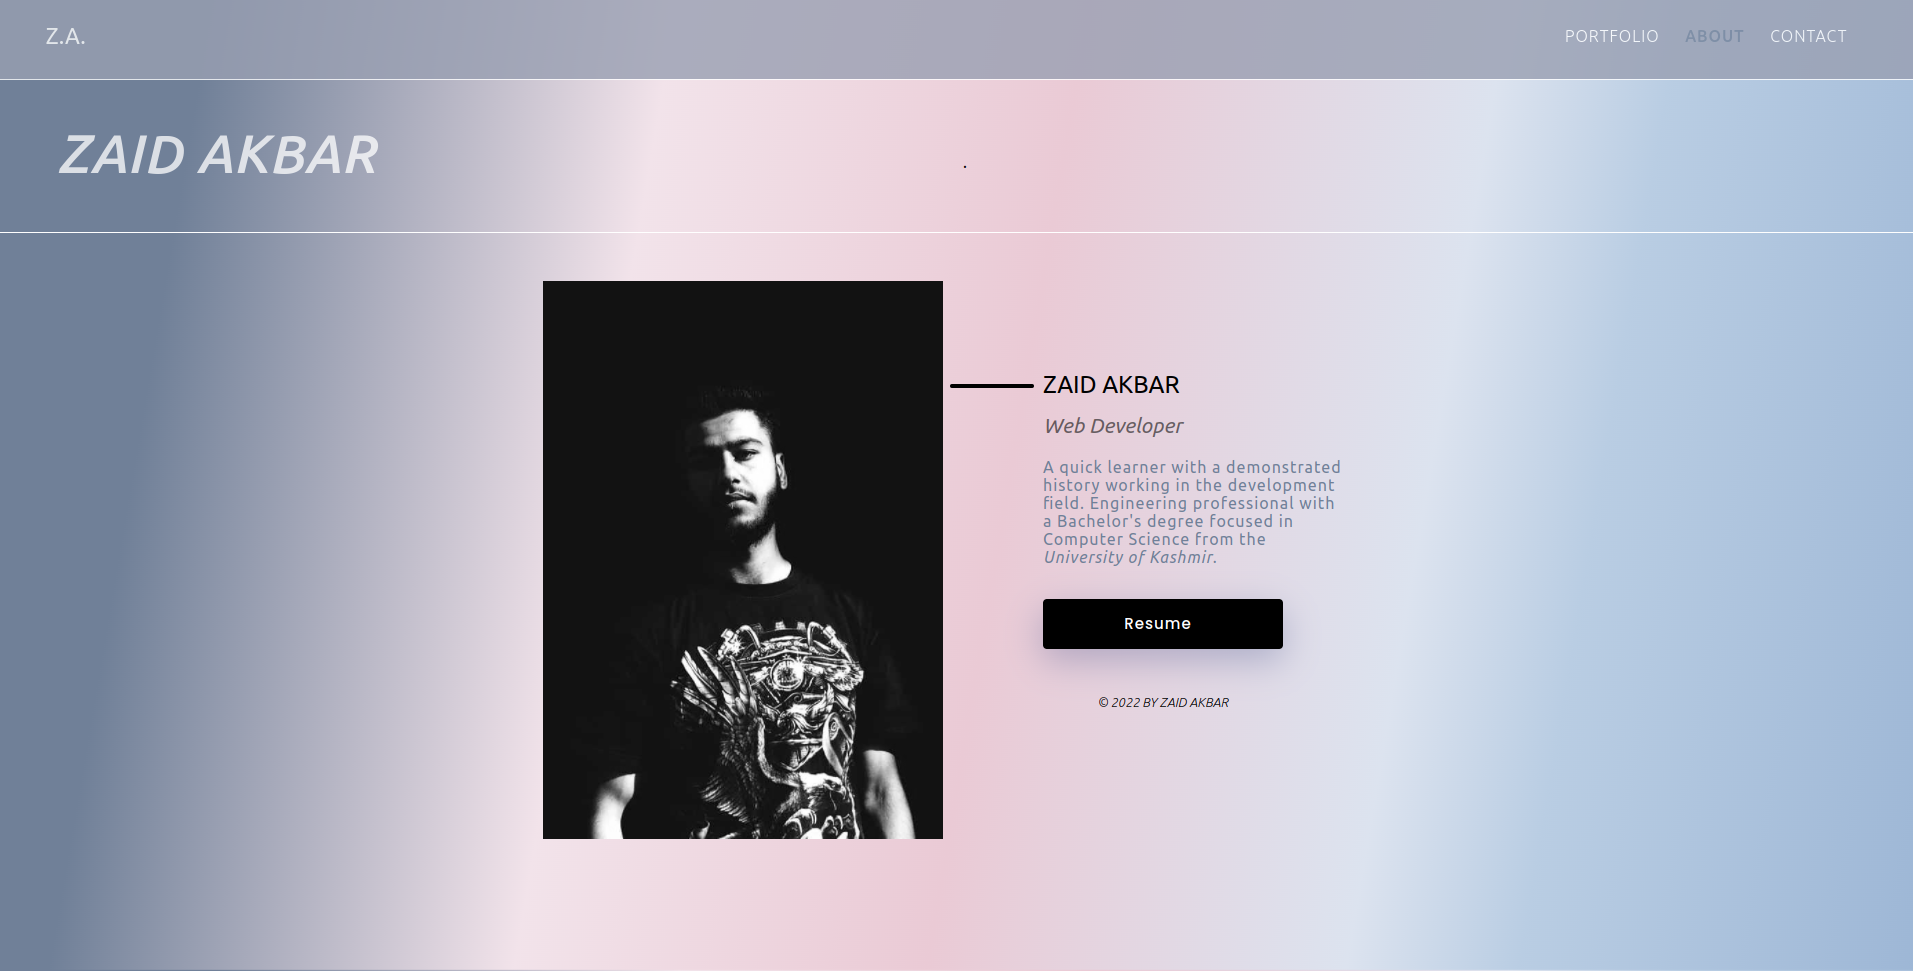 Z.A.
PORTFOLIO ABOUT CONTACT
ZAID AKBAR
.
ZAID AKBAR
Web Developer
A quick learner with a demonstrated
history working in the development
field. Engineering professional with
a Bachelor's degree focused in
Computer Science from the
University of Kashmir.
Resume
© 2022 BY ZAID AKBAR